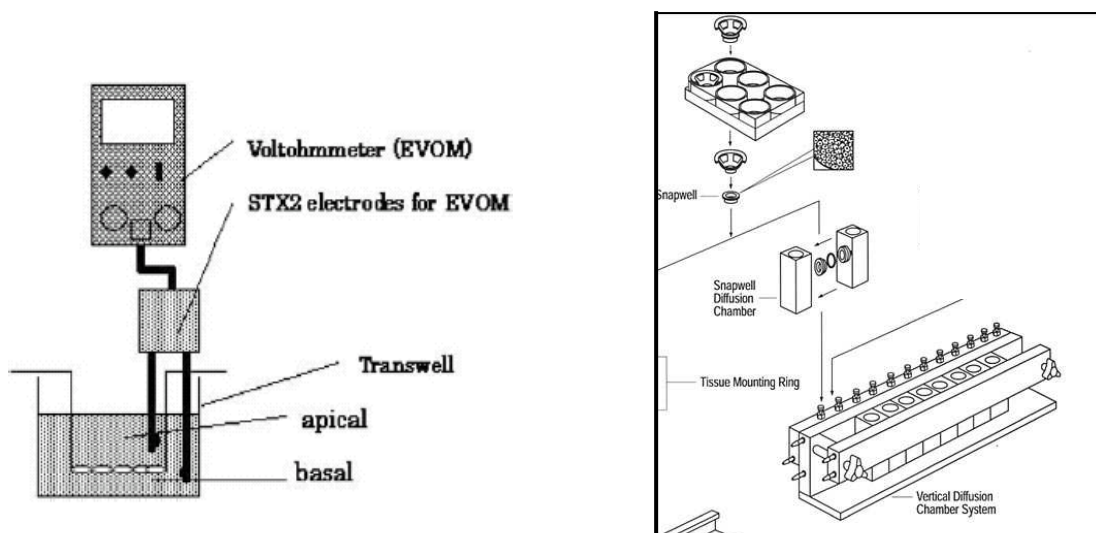 Voltohmmeter (EVOM)
STX2 electrodes for EVOM
Transwell
apical
basal
Snapwell
Snapwell
Diffusion
Chamber
Tissue Mounting Ring
Vertical Diffusion
Chamber System